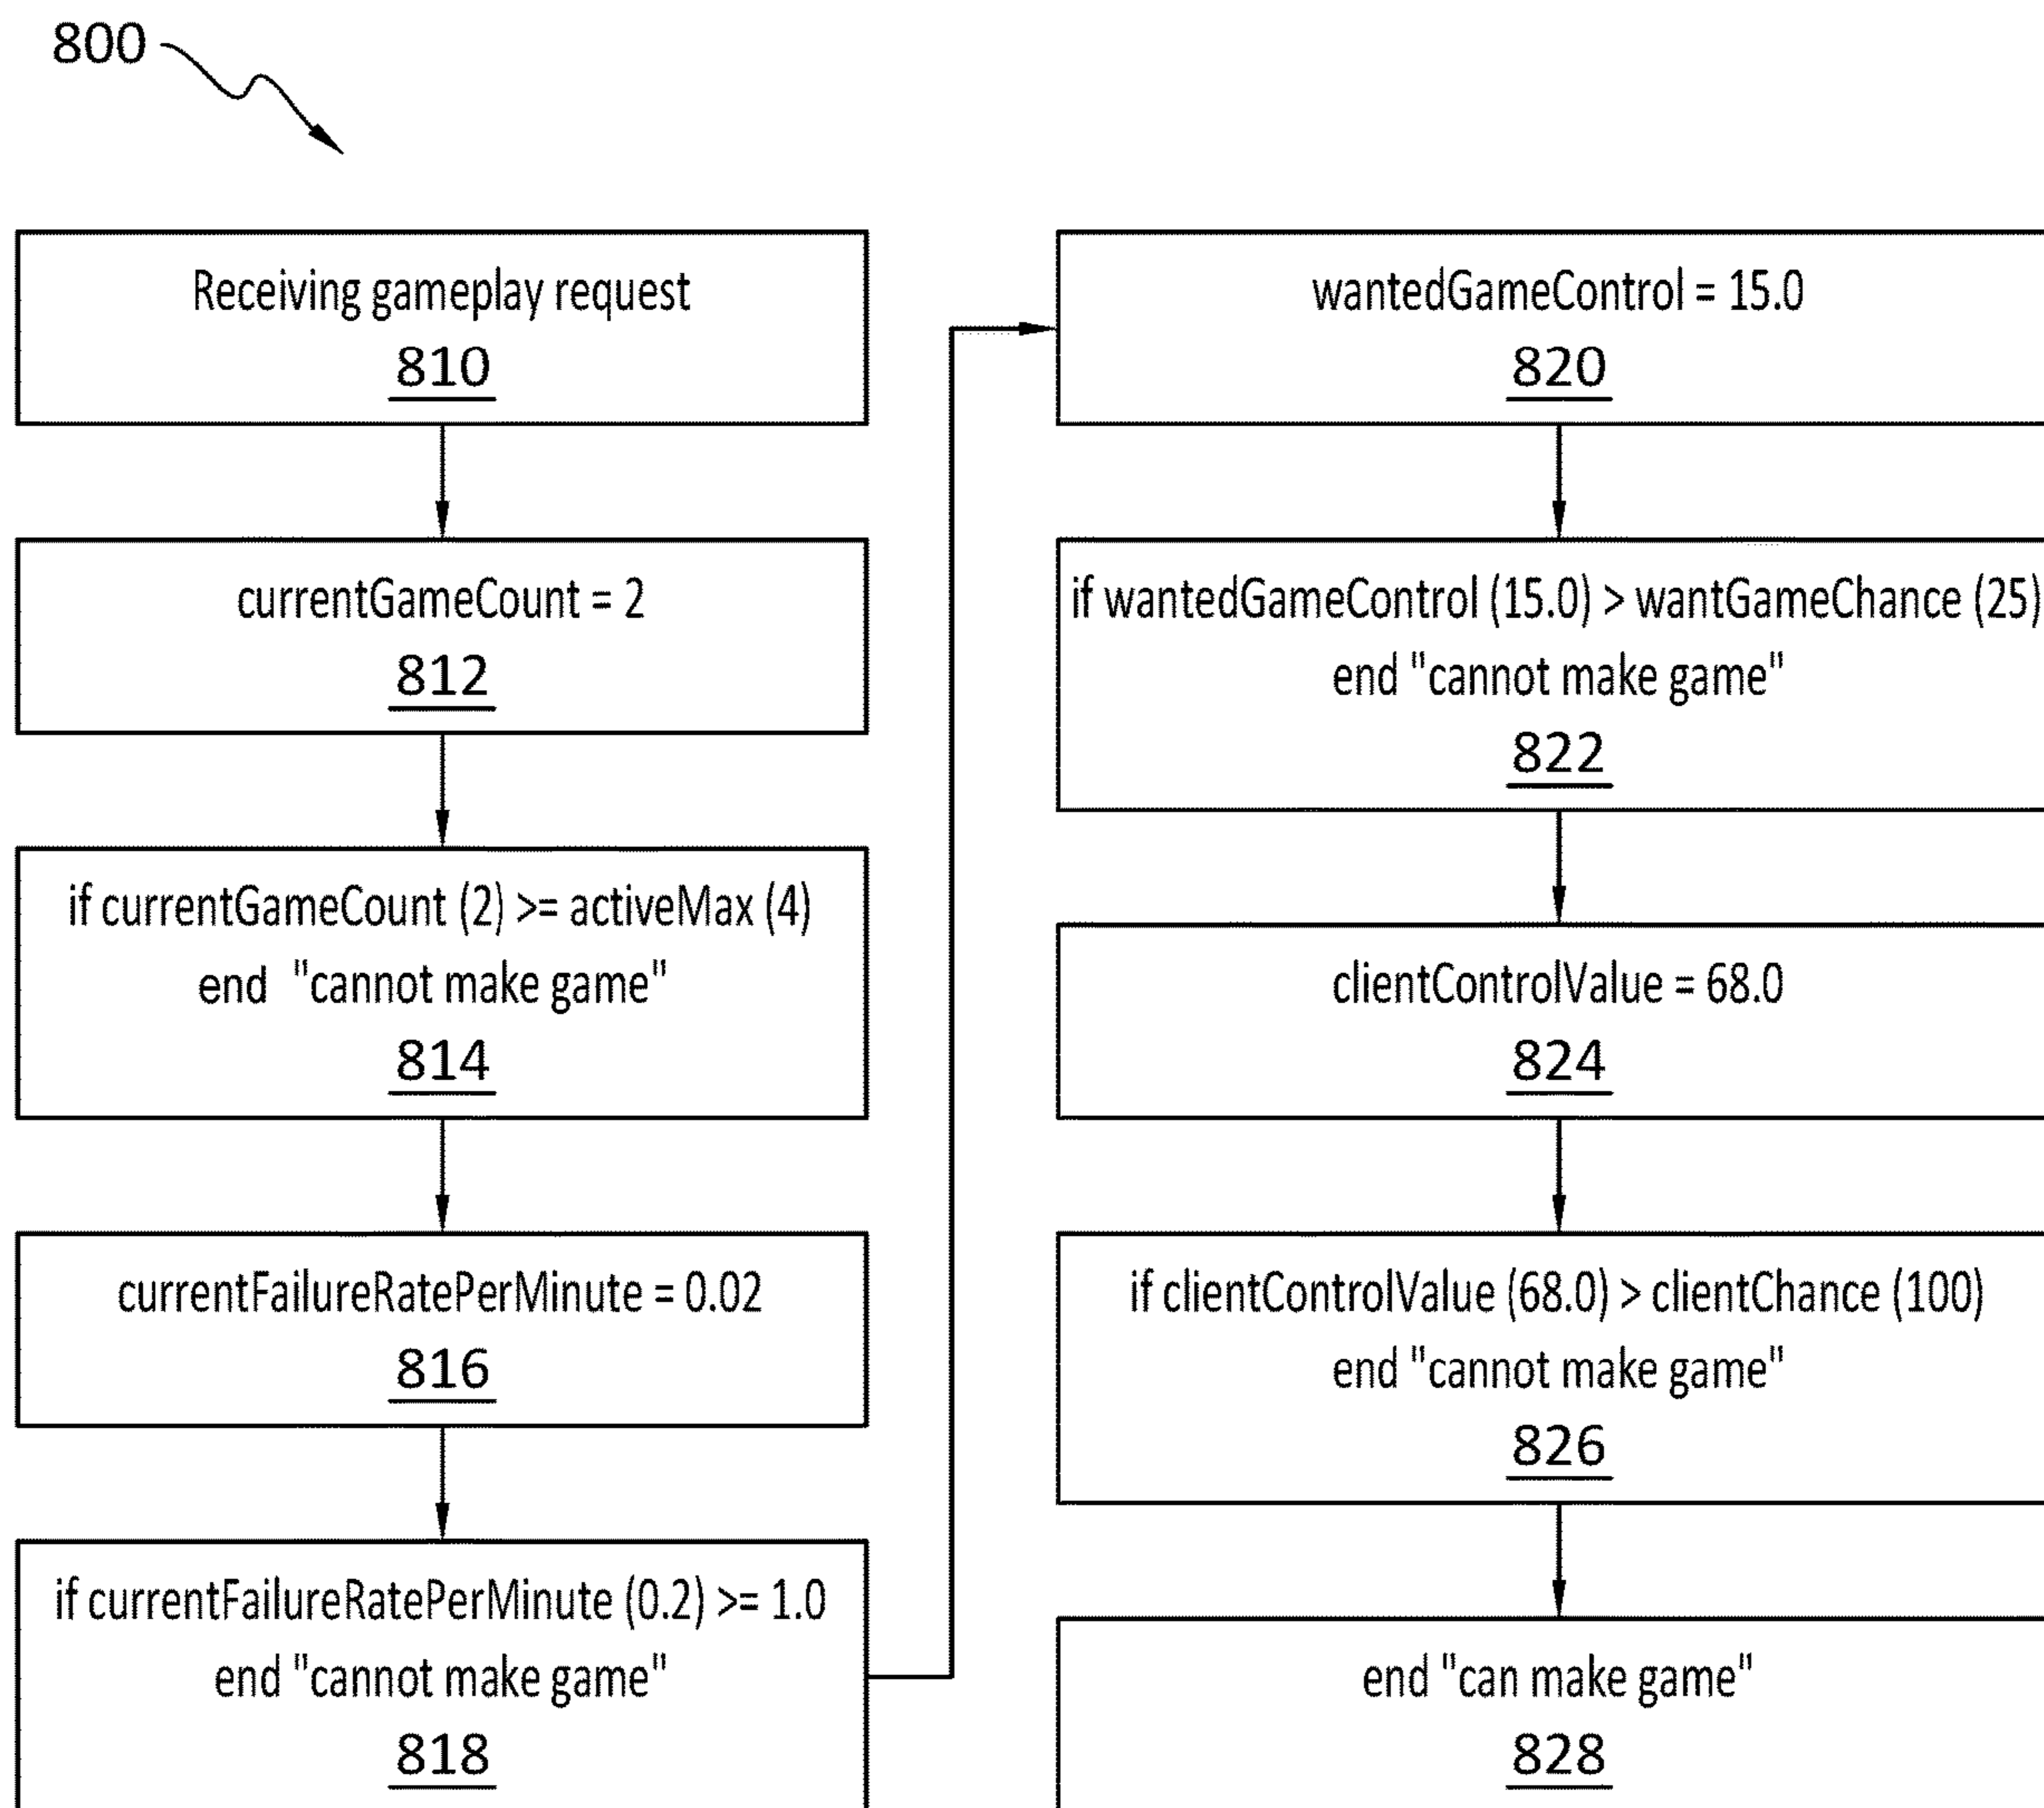 800
Receiving gameplay request
810
currentGameCount = 2
812
if currentGameCount (2) >= activeMax (4)
end "cannot make game"
814
currentFailureRatePerMinute = 0.02
816
if currentFailureRatePerMinute (0.2) >= 1.0
end "cannot make game"
818
wantedGameControl = 15.0
820
if wantedGameControl (15.0) > wantGameChance (25)
end "cannot make game"
822
clientControlValue = 68.0
824
if clientControlValue (68.0) > clientChance (100)
end "cannot make game"
826
end "can make game"
828